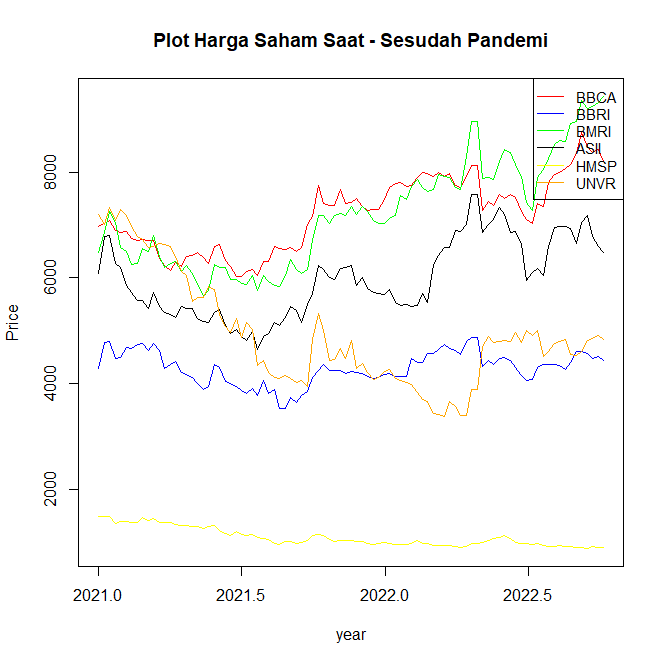 Plot Harga Saham Saat - Sesudah Pandemi
BBCA
BBRI
BMRI
ASII
HMSP
UNVR
8000
6000
4000
2000
Price
2021.0
2021.5
2022.0
2022.5
year